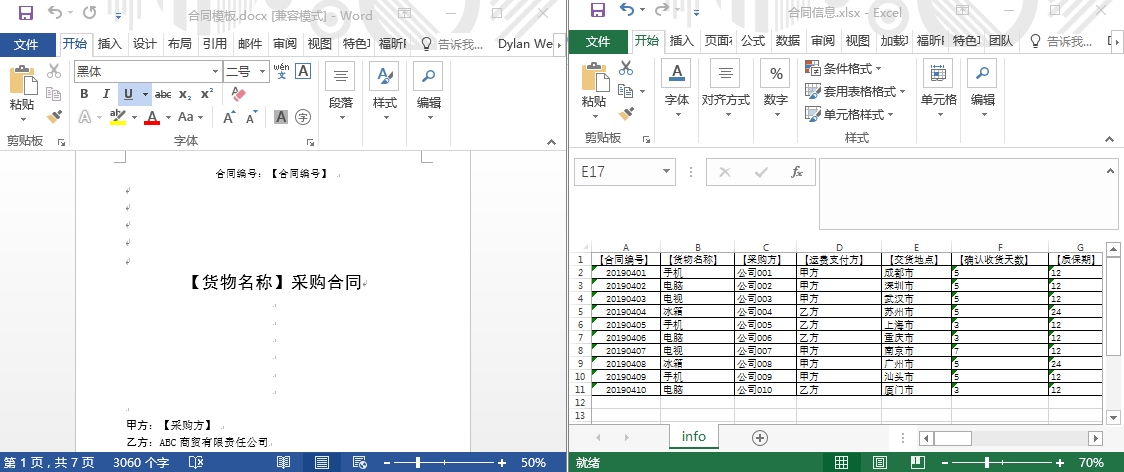 合同模板.docx [兼容模式] - Word
文件 开始 插入 设计 布局 引用 邮件 审阅 视图 特色功 福昕阅 告诉我... Dylan We
黑体 二号 wén A
粘贴 B I U abc x₂ x² 段落 样式 编辑
A ab A Aa A A A 字
剪贴板 字体
合同编号：【合同编号】
【货物名称】采购合同
甲方：【采购方】
乙方：ABC 商贸有限责任公司
第 1 页，共 7 页 3060 个字 50%
合同信息.xlsx - Excel
文件 开始 插入 页面布 公式 数据 审阅 视图 加载项 福昕阅 特色功 团队 告诉我...
粘贴 字体 对齐方式 % 数字 条件格式 套用表格格式 单元格样式 单元格 编辑
剪贴板 样式
E17 fx
A B C D E F G
1 【合同编号】 【货物名称】 【采购方】 【运费支付方】 【交货地点】 【确认收货天数】 【质保期】
2 20190401 手机 公司001 甲方 成都市 5 12
3 20190402 电脑 公司002 甲方 深圳市 5 12
4 20190403 电视 公司003 甲方 武汉市 5 12
5 20190404 冰箱 公司004 乙方 苏州市 5 24
6 20190405 手机 公司005 乙方 上海市 3 12
7 20190406 电脑 公司006 乙方 重庆市 3 12
8 20190407 电视 公司007 甲方 南京市 7 12
9 20190408 冰箱 公司008 甲方 广州市 5 24
10 20190409 手机 公司009 甲方 汕头市 5 12
11 20190410 电脑 公司010 乙方 厦门市 3 12
12
13
info
就绪 70%